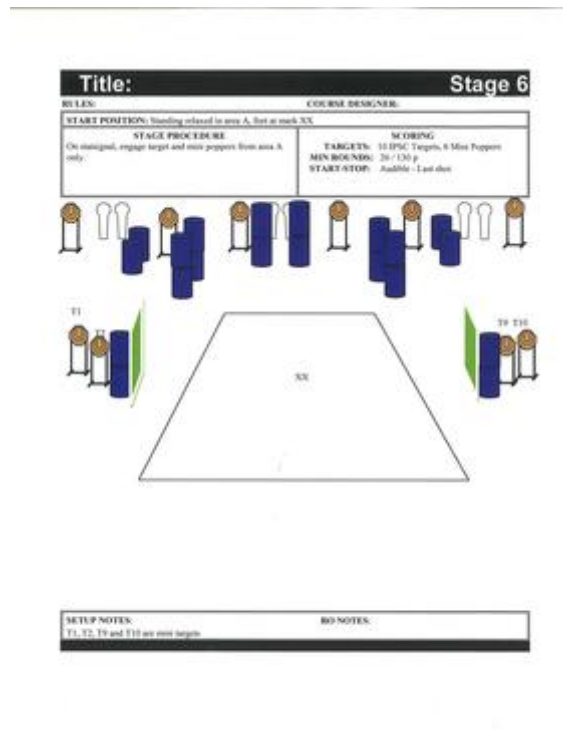 Title: Stage 6
RULES: COURSE DESIGNER:
START POSITION: Standing relaxed in area A, feet at mark XX
STAGE PROCEDURE
On startsignal, engage target and mini poppers from area A
only.
SCORING
TARGETS: 10 IPSC Targets, 6 Mini Poppers
MIN ROUNDS: 26 / 130 p
START-STOP: Audible - Last shot
T1
T9 T10
XX
SETUP NOTES: RO NOTES:
T1, T2, T9 and T10 are mini targets